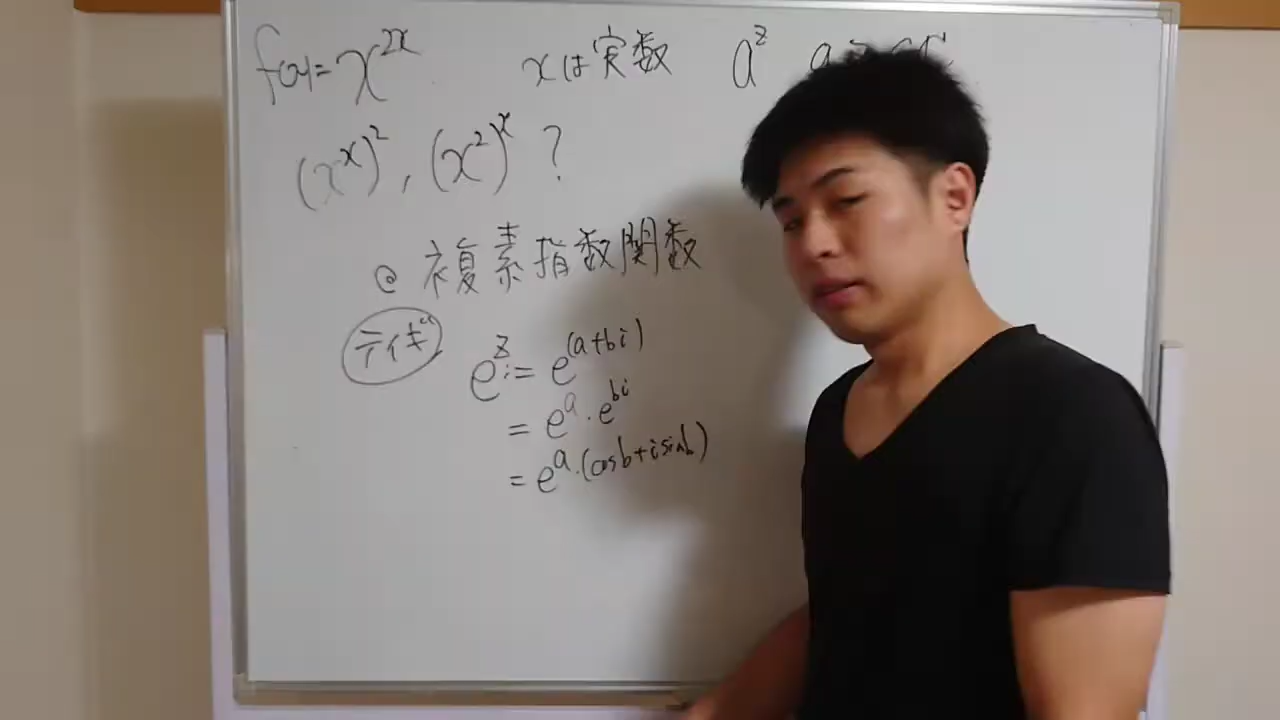 f(x)=x^{2x} xは実数 a^z
(x^x)^2, (x^2)^x ?
◎ 複素指数関数
テイギ
e^z := e^{(a+bi)}
= e^a · e^{bi}
= e^a · (cos b + i sin b)